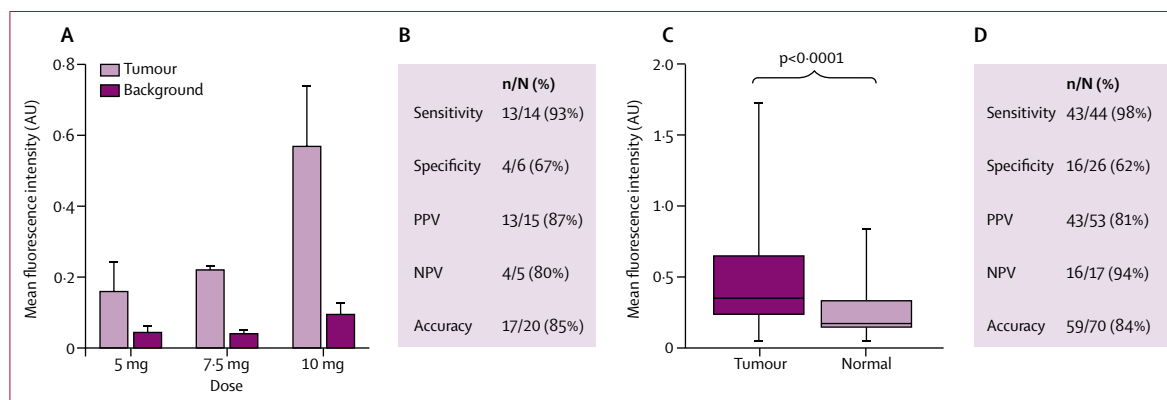 A
Mean fluorescence intensity (AU)
0·8
0·6
0·4
0·2
0
Tumour
Background
5 mg
7·5 mg
10 mg
Dose
B
n/N (%)
Sensitivity 13/14 (93%)
Specificity 4/6 (67%)
PPV 13/15 (87%)
NPV 4/5 (80%)
Accuracy 17/20 (85%)
C
Mean fluorescence intensity (AU)
2·0
1·5
1·0
0·5
0
p<0·0001
Tumour
Normal
D
n/N (%)
Sensitivity 43/44 (98%)
Specificity 16/26 (62%)
PPV 43/53 (81%)
NPV 16/17 (94%)
Accuracy 59/70 (84%)